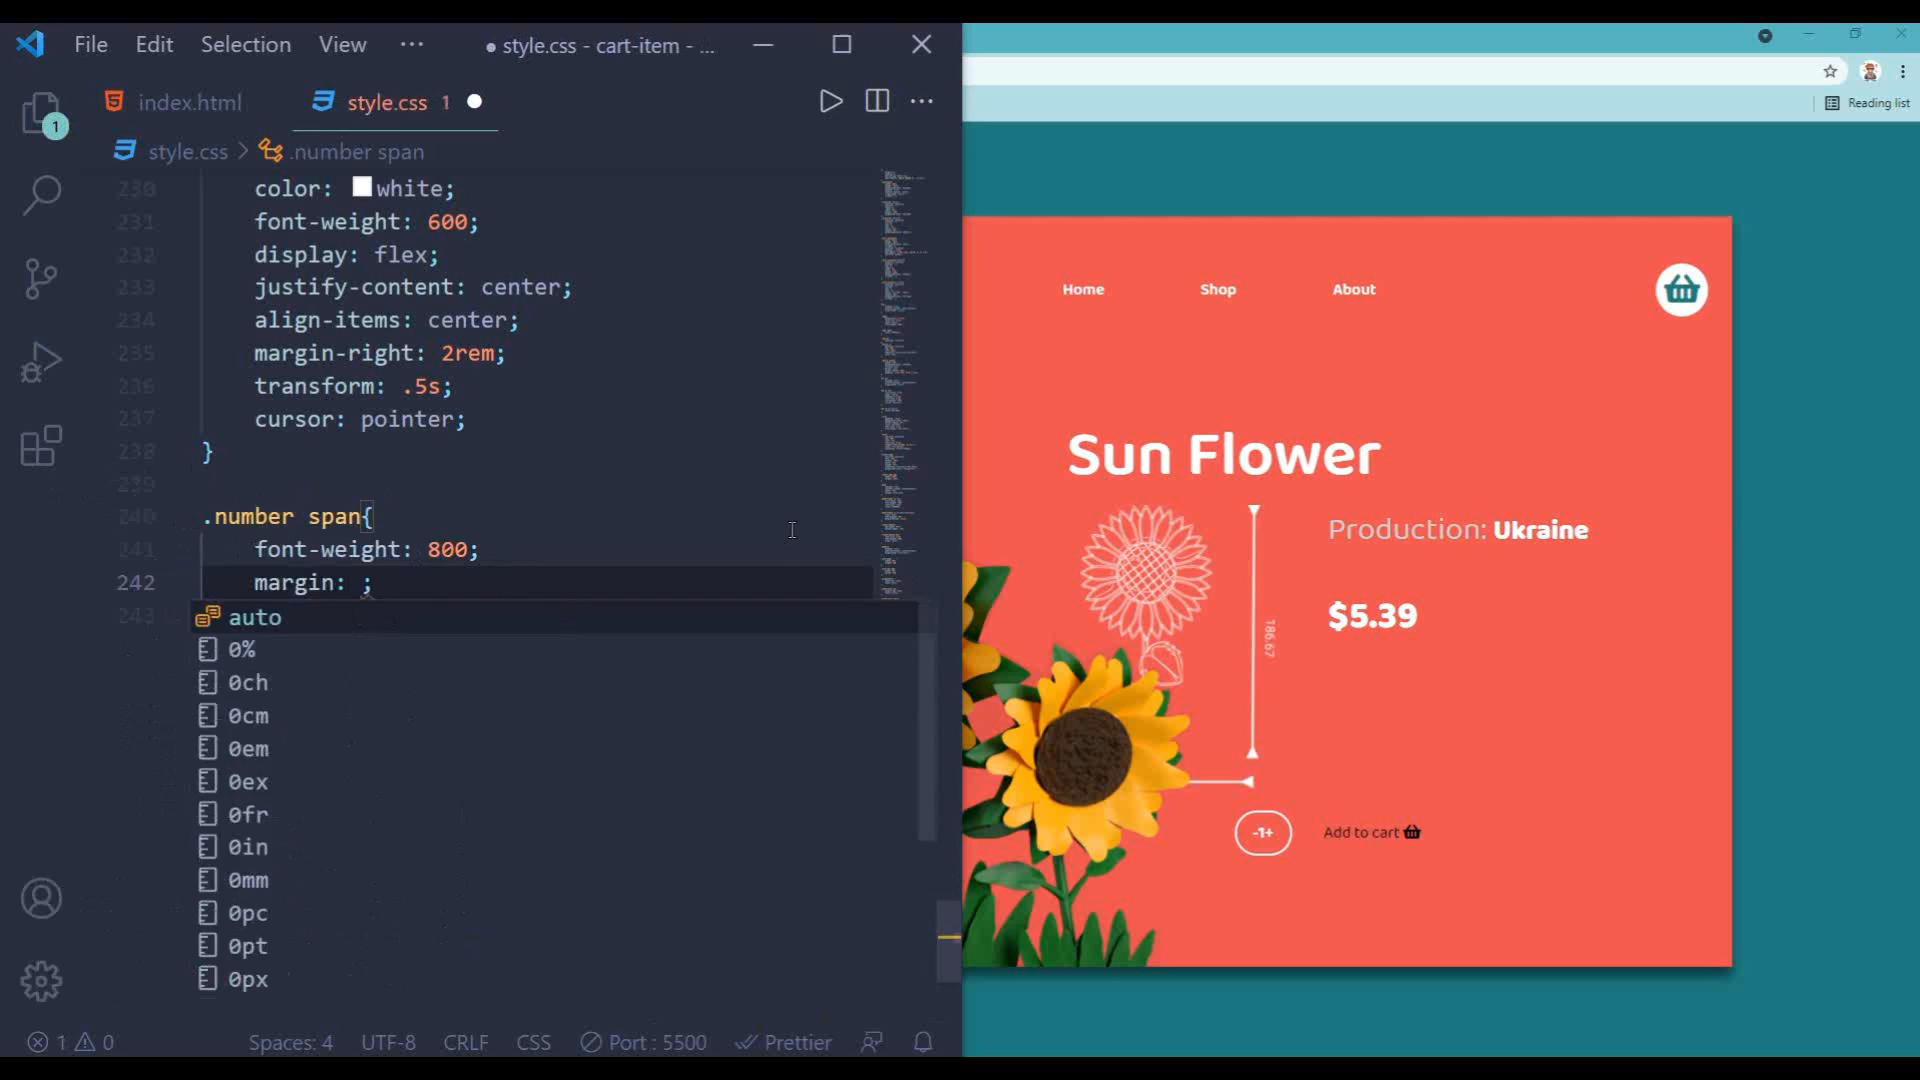 File Edit Selection View ··· ● style.css - cart-item - ...
index.html style.css 1
style.css > .number span
230 color: white;
231 font-weight: 600;
232 display: flex;
233 justify-content: center;
234 align-items: center;
235 margin-right: 2rem;
236 transform: .5s;
237 cursor: pointer;
238 }
239
240 .number span{
241 font-weight: 800;
242 margin: ;
243
auto
0%
0ch
0cm
0em
0ex
0fr
0in
0mm
0pc
0pt
0px
1
1 0 Spaces: 4 UTF-8 CRLF CSS Port : 5500 Prettier
Reading list
Home Shop About
Sun Flower
Production: Ukraine
$5.39
186.67
-1+
Add to cart